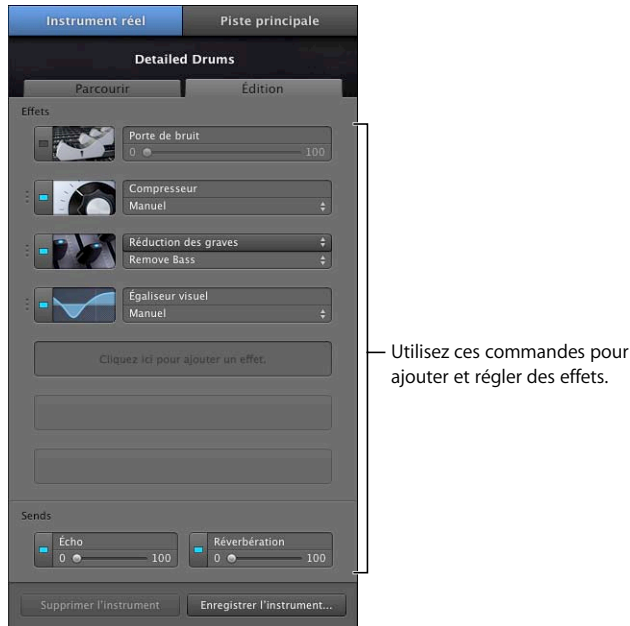 Instrument réel
Piste principale
Detailed Drums
Parcourir
Édition
Effets
Porte de bruit
0
100
Compresseur
Manuel
Réduction des graves
Remove Bass
Égaliseur visuel
Manuel
Cliquez ici pour ajouter un effet.
Utilisez ces commandes pour
ajouter et régler des effets.
Sends
Écho
0
100
Réverbération
0
100
Supprimer l'instrument
Enregistrer l'instrument...